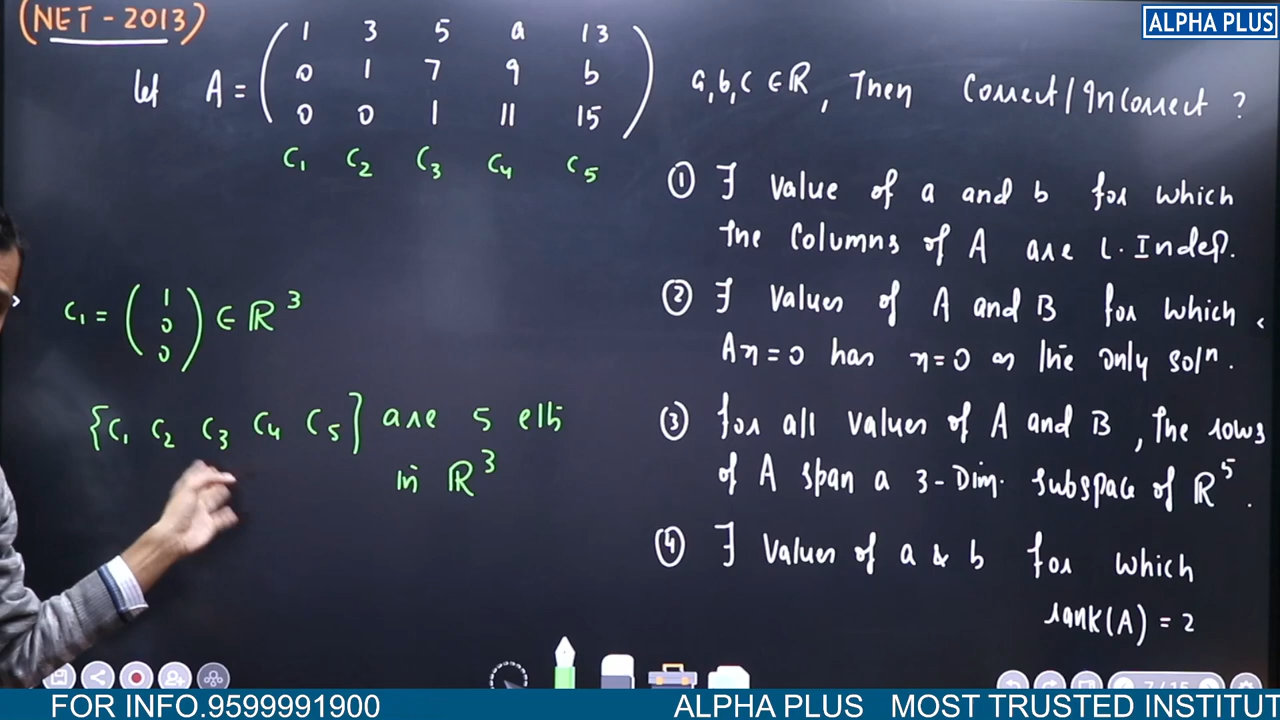 (NET - 2013)
ALPHA PLUS
let A = ( 1 3 5 a 13
0 1 7 9 b
0 0 1 11 15 )
a, b, c ∈ ℝ, Then Correct/Incorrect ?
C₁ C₂ C₃ C₄ C₅
① ∃ value of a and b for which
the Columns of A are L. Indep.
② ∃ values of A and B for which
Ax=0 has x=0 as the only solⁿ.
③ for all values of A and B, the rows
of A span a 3-Dim. subspace of ℝ⁵.
④ ∃ values of a & b for which
rank(A) = 2
C₁ = ( 1
0
0 ) ∈ ℝ³
{C₁ C₂ C₃ C₄ C₅} are 5 elts
in ℝ³
7/15
FOR INFO.9599991900 ALPHA PLUS MOST TRUSTED INSTITUT